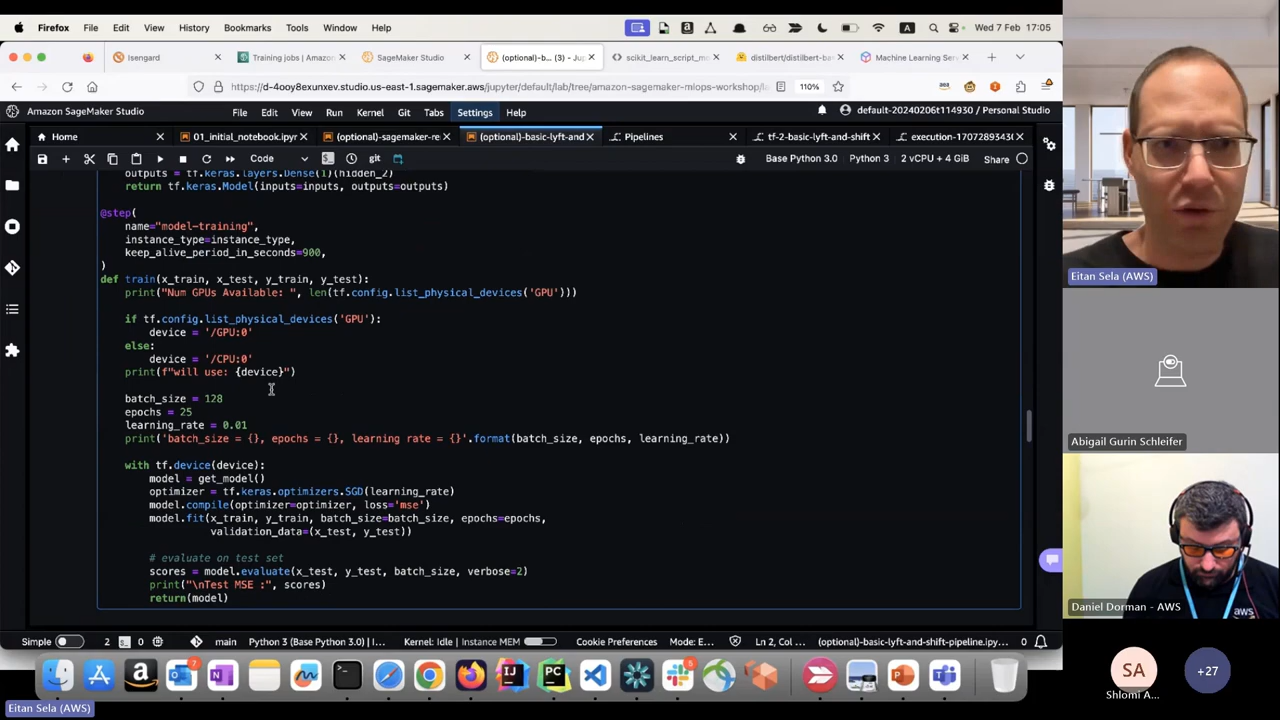 Firefox File Edit View History Bookmarks Tools Window Help
A Wed 7 Feb 17:05
Isengard
Training jobs | Amazon
SageMaker Studio
(optional)-b... (3) - Jup
scikit_learn_script_m
distilbert/distilbert-ba
Machine Learning Serv
https://d-4ooy8exunxev.studio.us-east-1.sagemaker.aws/jupyter/default/lab/tree/amazon-sagemaker-mlops-workshop/la
110%
Amazon SageMaker Studio
File Edit View Run Kernel Git Tabs Settings Help
default-20240206t114930 / Personal Studio
Home
01_initial_notebook.ipyn
(optional)-sagemaker-re
(optional)-basic-lyft-and
Pipelines
tf-2-basic-lyft-and-shift
execution-1707289343
Code
git
Base Python 3.0
Python 3
2 vCPU + 4 GiB
Share
outputs = tf.keras.layers.Dense(1)(hidden_2)
return tf.keras.Model(inputs=inputs, outputs=outputs)
@step(
name="model-training",
instance_type=instance_type,
keep_alive_period_in_seconds=900,
)
def train(x_train, x_test, y_train, y_test):
print("Num GPUs Available: ", len(tf.config.list_physical_devices('GPU')))
if tf.config.list_physical_devices('GPU'):
device = '/GPU:0'
else:
device = '/CPU:0'
print(f"will use: {device}")
batch_size = 128
epochs = 25
learning_rate = 0.01
print('batch_size = {}, epochs = {}, learning rate = {}'.format(batch_size, epochs, learning_rate))
with tf.device(device):
model = get_model()
optimizer = tf.keras.optimizers.SGD(learning_rate)
model.compile(optimizer=optimizer, loss='mse')
model.fit(x_train, y_train, batch_size=batch_size, epochs=epochs,
validation_data=(x_test, y_test))
# evaluate on test set
scores = model.evaluate(x_test, y_test, batch_size, verbose=2)
print("\nTest MSE :", scores)
return(model)
Simple
2
0
main
Python 3 (Base Python 3.0) | I...
Kernel: Idle | Instance MEM
Cookie Preferences
Mode: E...
Ln 2, Col ...
(optional)-basic-lyft-and-shift-pipeline.ipy...
0
7
6
Eitan Sela (AWS)
Eitan Sela (AWS)
Abigail Gurin Schleifer
aws
Daniel Dorman - AWS
SA
Shlomi A...
+27